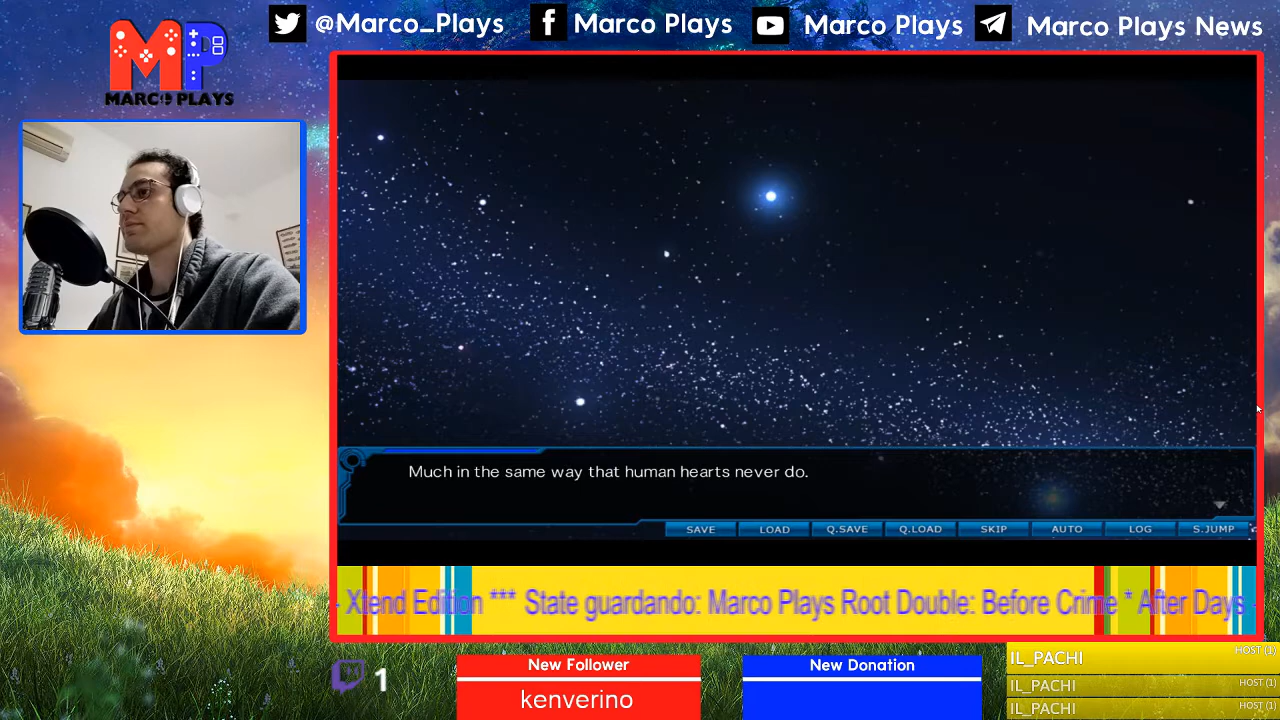 @Marco_Plays
Marco Plays
Marco Plays
Marco Plays News
MP
MARCO PLAYS
Much in the same way that human hearts never do.
SAVE
LOAD
Q.SAVE
Q.LOAD
SKIP
AUTO
LOG
S.JUMP
- Xtend Edition *** State guardando: Marco Plays Root Double: Before Crime * After Days -
1
New Follower
kenverino
New Donation
IL_PACHI HOST (1)
IL_PACHI HOST (1)
IL_PACHI HOST (1)